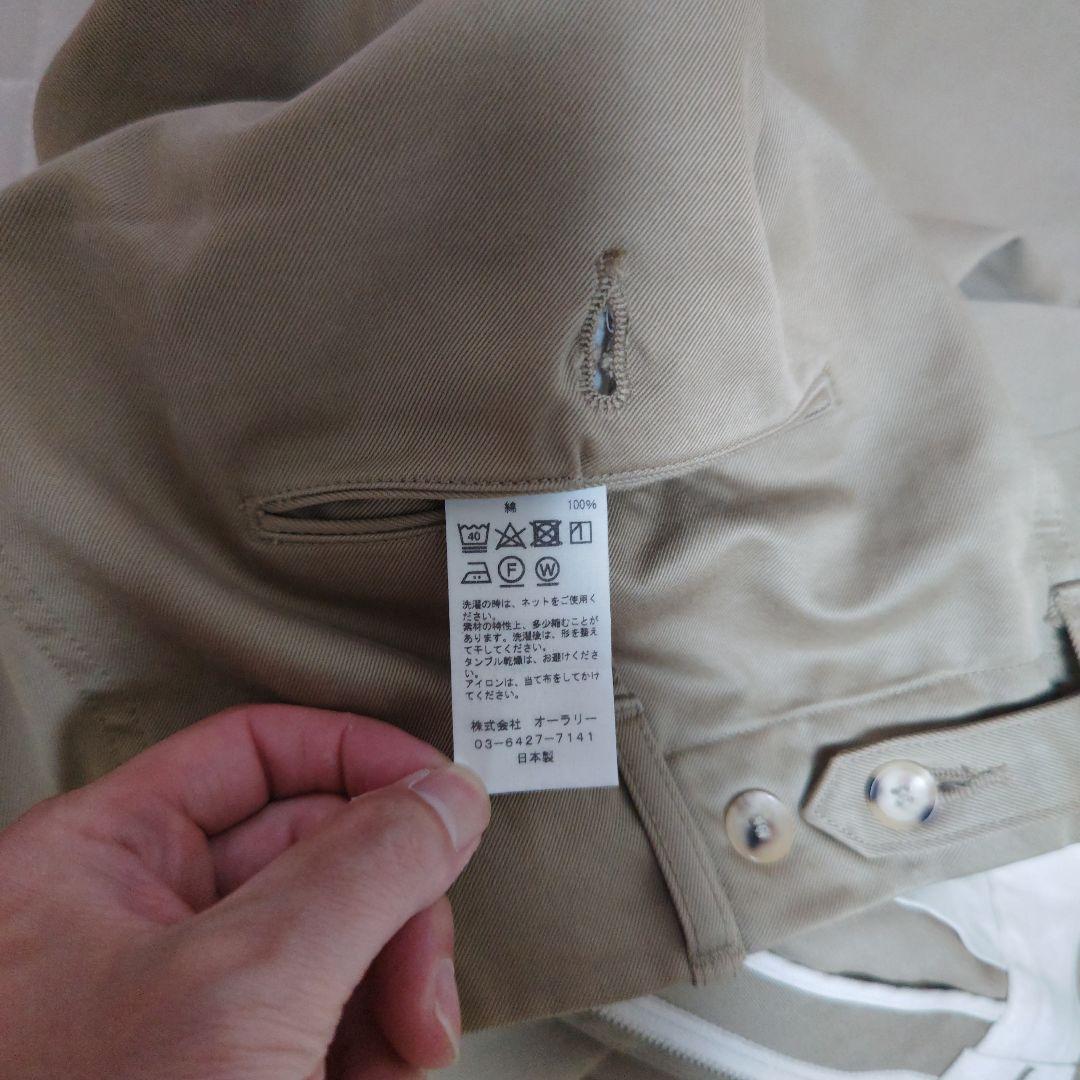 綿 100%
40
F W
洗濯の時は、ネットをご使用く
ださい。
素材の特性上、多少縮むことが
あります。洗濯後は、形を整え
て干してください。
タンブル乾燥は、お避けくださ
い。
アイロンは、当て布をしてかけ
てください。
株式会社 オーラリー
03-6427-7141
日本製